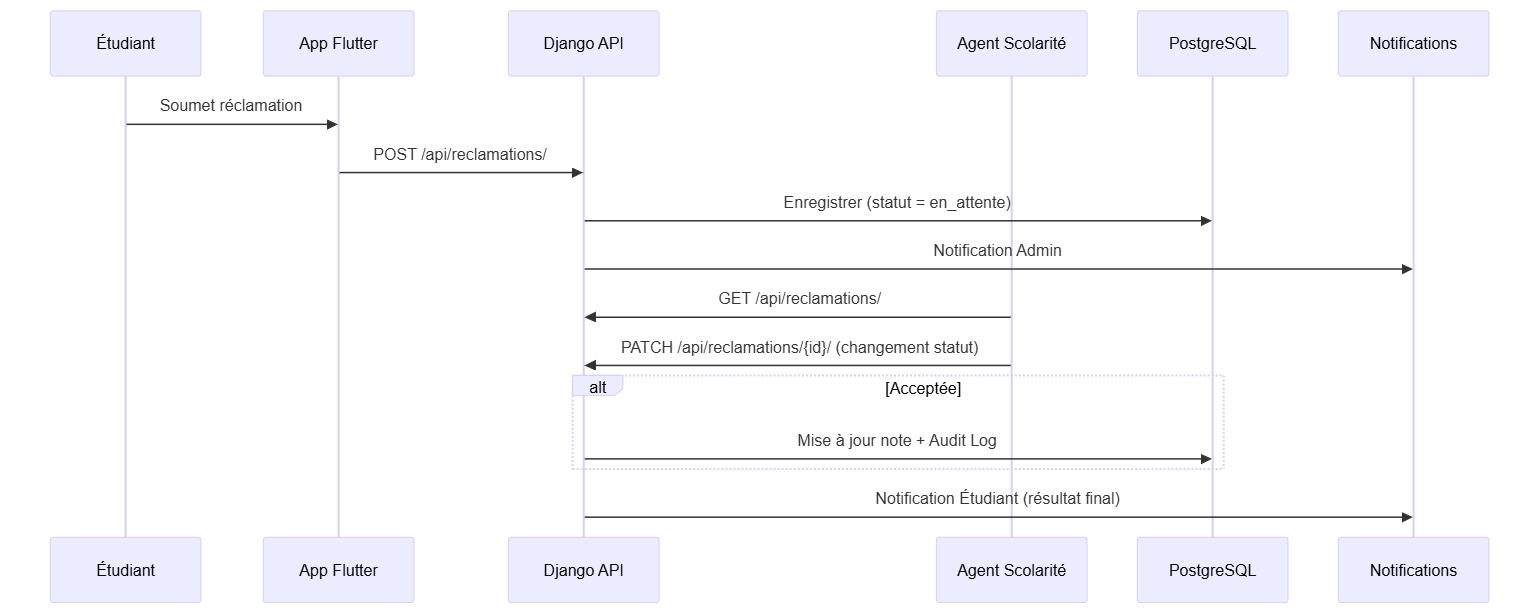 Étudiant
App Flutter
Django API
Agent Scolarité
PostgreSQL
Notifications
Soumet réclamation
POST /api/reclamations/
Enregistrer (statut = en_attente)
Notification Admin
GET /api/reclamations/
PATCH /api/reclamations/{id}/ (changement statut)
alt
[Acceptée]
Mise à jour note + Audit Log
Notification Étudiant (résultat final)
Étudiant
App Flutter
Django API
Agent Scolarité
PostgreSQL
Notifications